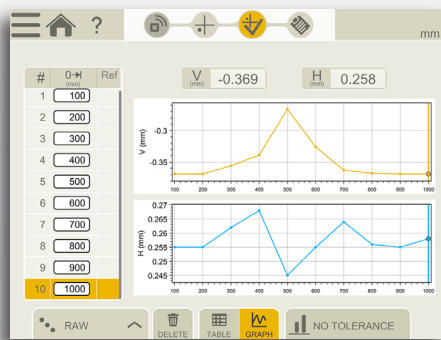 ?
mm
# 0 (mm) Ref
1 100
2 200
3 300
4 400
5 500
6 600
7 700
8 800
9 900
10 1000
V (mm) -0.369
H (mm) 0.258
V (mm)
-0.3
-0.35
100 200 300 400 500 600 700 800 900 1000
H (mm)
0.27
0.265
0.26
0.255
0.25
0.245
100 200 300 400 500 600 700 800 900 1000
RAW
DELETE
TABLE
GRAPH
NO TOLERANCE